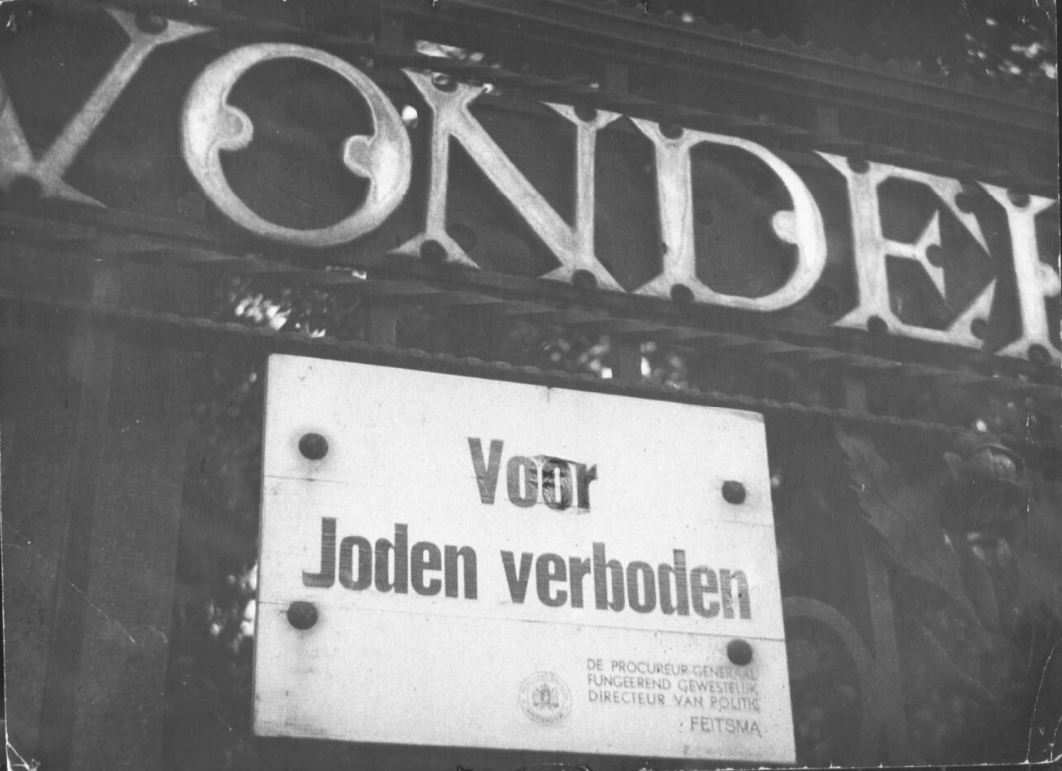 VONDE
Voor
Joden verboden
DE PROCUREUR-GENERAAL
FUNGEEREND GEWESTELIJK
DIRECTEUR VAN POLITIE
FEITSMA